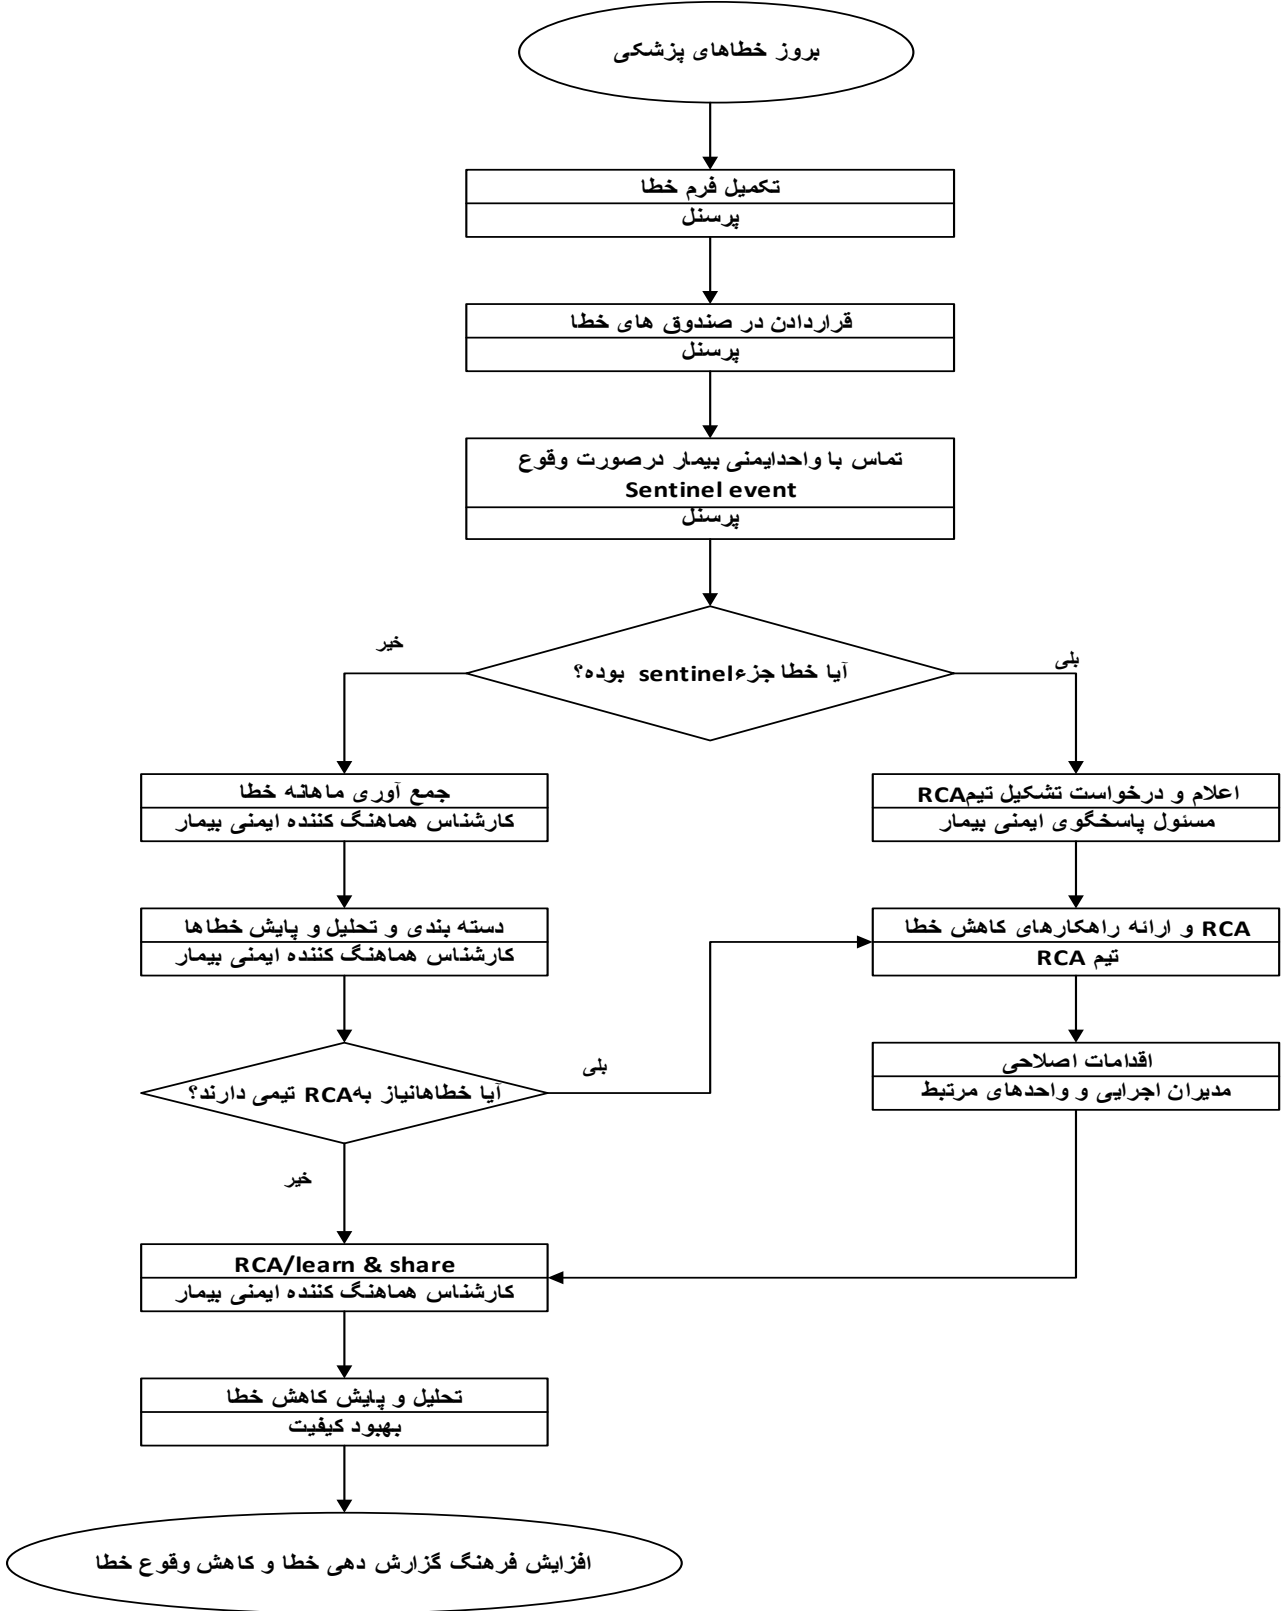 بروز خطاهای پزشکی
تکمیل فرم خطا
پرسنل
قراردادن در صندوق های خطا
پرسنل
تماس با واحدایمنی بیمار درصورت وقوع
Sentinel event
پرسنل
آیا خطا جزءsentinel بوده؟
خیر
بلی
جمع آوری ماهانه خطا
کارشناس هماهنگ کننده ایمنی بیمار
اعلام و درخواست تشکیل تیمRCA
مسئول پاسخگوی ایمنی بیمار
دسته بندی و تحلیل و پایش خطاها
کارشناس هماهنگ کننده ایمنی بیمار
RCA و ارائه راهکارهای کاهش خطا
تیم RCA
آیا خطاهانیاز بهRCA تیمی دارند؟
بلی
خیر
اقدامات اصلاحی
مدیران اجرایی و واحدهای مرتبط
RCA/learn & share
کارشناس هماهنگ کننده ایمنی بیمار
تحلیل و پایش کاهش خطا
بهبود کیفیت
افزایش فرهنگ گزارش دهی خطا و کاهش وقوع خطا